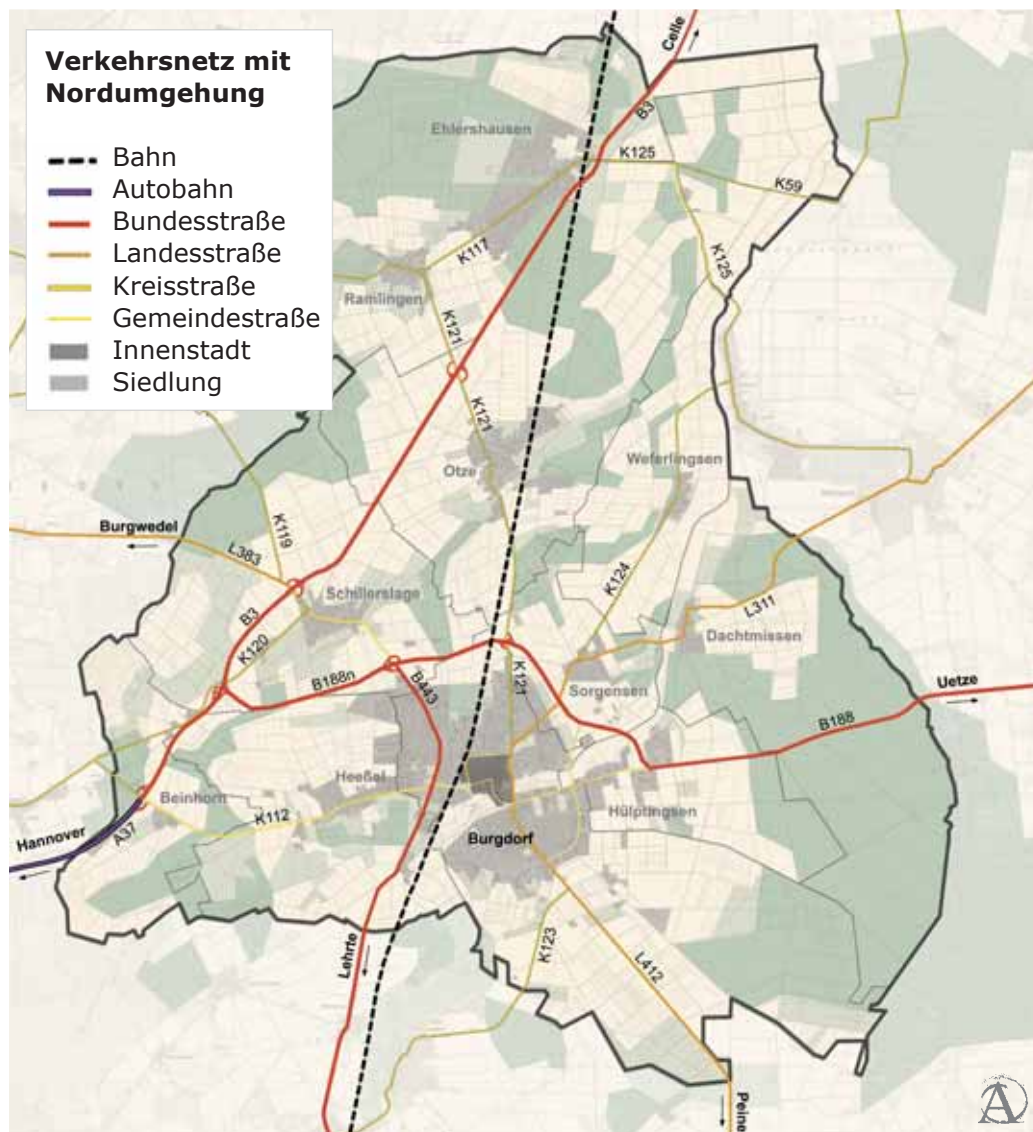 Verkehrsnetz mit
Nordumgehung
Bahn
Autobahn
Bundesstraße
Landesstraße
Kreisstraße
Gemeindestraße
Innenstadt
Siedlung
Celle
B3
Ehlershausen
K125
K59
K117
K125
Ramlingen
K121
K121
Otze
Weferlingsen
Burgwedel
K119
L383
Schillerslage
K124
L311
B3
K120
Dachtmissen
B188n
B443
K121
Sorgensen
Uetze
B188
Heeßel
Beinhorn
Hülptingsen
K112
Hannover
A37
Burgdorf
Lehrte
K123
L412
Peine
A